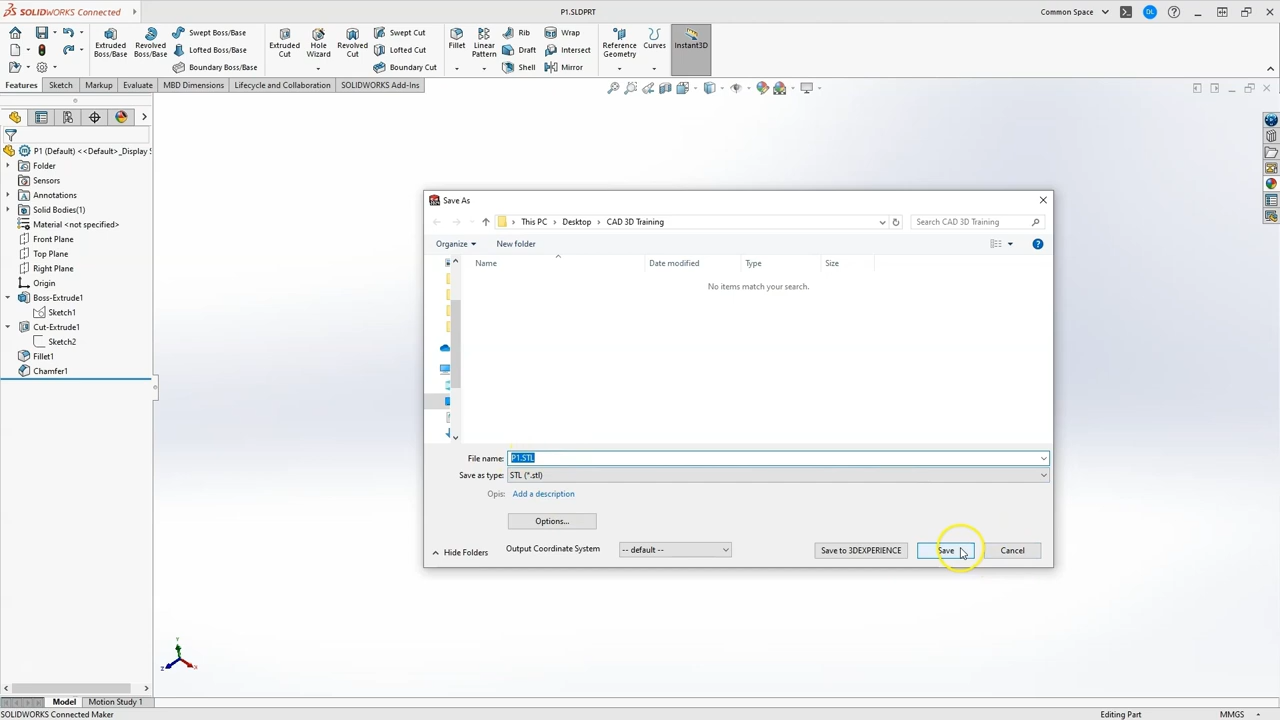 SOLIDWORKS Connected
P1.SLDPRT
Common Space
DL
Extruded Boss/Base
Revolved Boss/Base
Swept Boss/Base
Lofted Boss/Base
Boundary Boss/Base
Extruded Cut
Hole Wizard
Revolved Cut
Swept Cut
Lofted Cut
Boundary Cut
Fillet
Linear Pattern
Rib
Draft
Shell
Wrap
Intersect
Mirror
Reference Geometry
Curves
Instant3D
Features
Sketch
Markup
Evaluate
MBD Dimensions
Lifecycle and Collaboration
SOLIDWORKS Add-Ins
P1 (Default) <<Default>_Display S
Folder
Sensors
Annotations
Solid Bodies(1)
Material <not specified>
Front Plane
Top Plane
Right Plane
Origin
Boss-Extrude1
Sketch1
Cut-Extrude1
Sketch2
Fillet1
Chamfer1
Save As
This PC > Desktop > CAD 3D Training
Search CAD 3D Training
Organize
New folder
Name
Date modified
Type
Size
No items match your search.
File name: P1.STL
Save as type: STL (*.stl)
Opis: Add a description
Options...
Hide Folders
Output Coordinate System
-- default --
Save to 3DEXPERIENCE
Save
Cancel
Y
Z
X
Model
Motion Study 1
SOLIDWORKS Connected Maker
Editing Part
MMGS